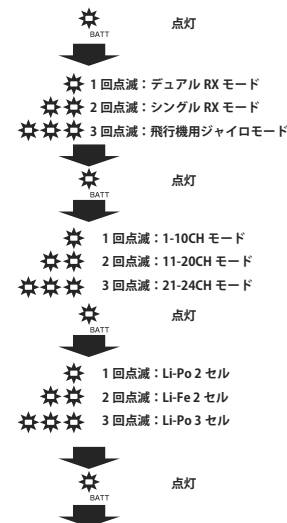 点灯
BATT
1 回点滅：デュアル RX モード
2 回点滅：シングル RX モード
3 回点滅：飛行機用ジャイロモード
点灯
BATT
1 回点滅：1-10CH モード
2 回点滅：11-20CH モード
3 回点滅：21-24CH モード
点灯
BATT
1 回点滅：Li-Po 2 セル
2 回点滅：Li-Fe 2 セル
3 回点滅：Li-Po 3 セル
点灯
BATT